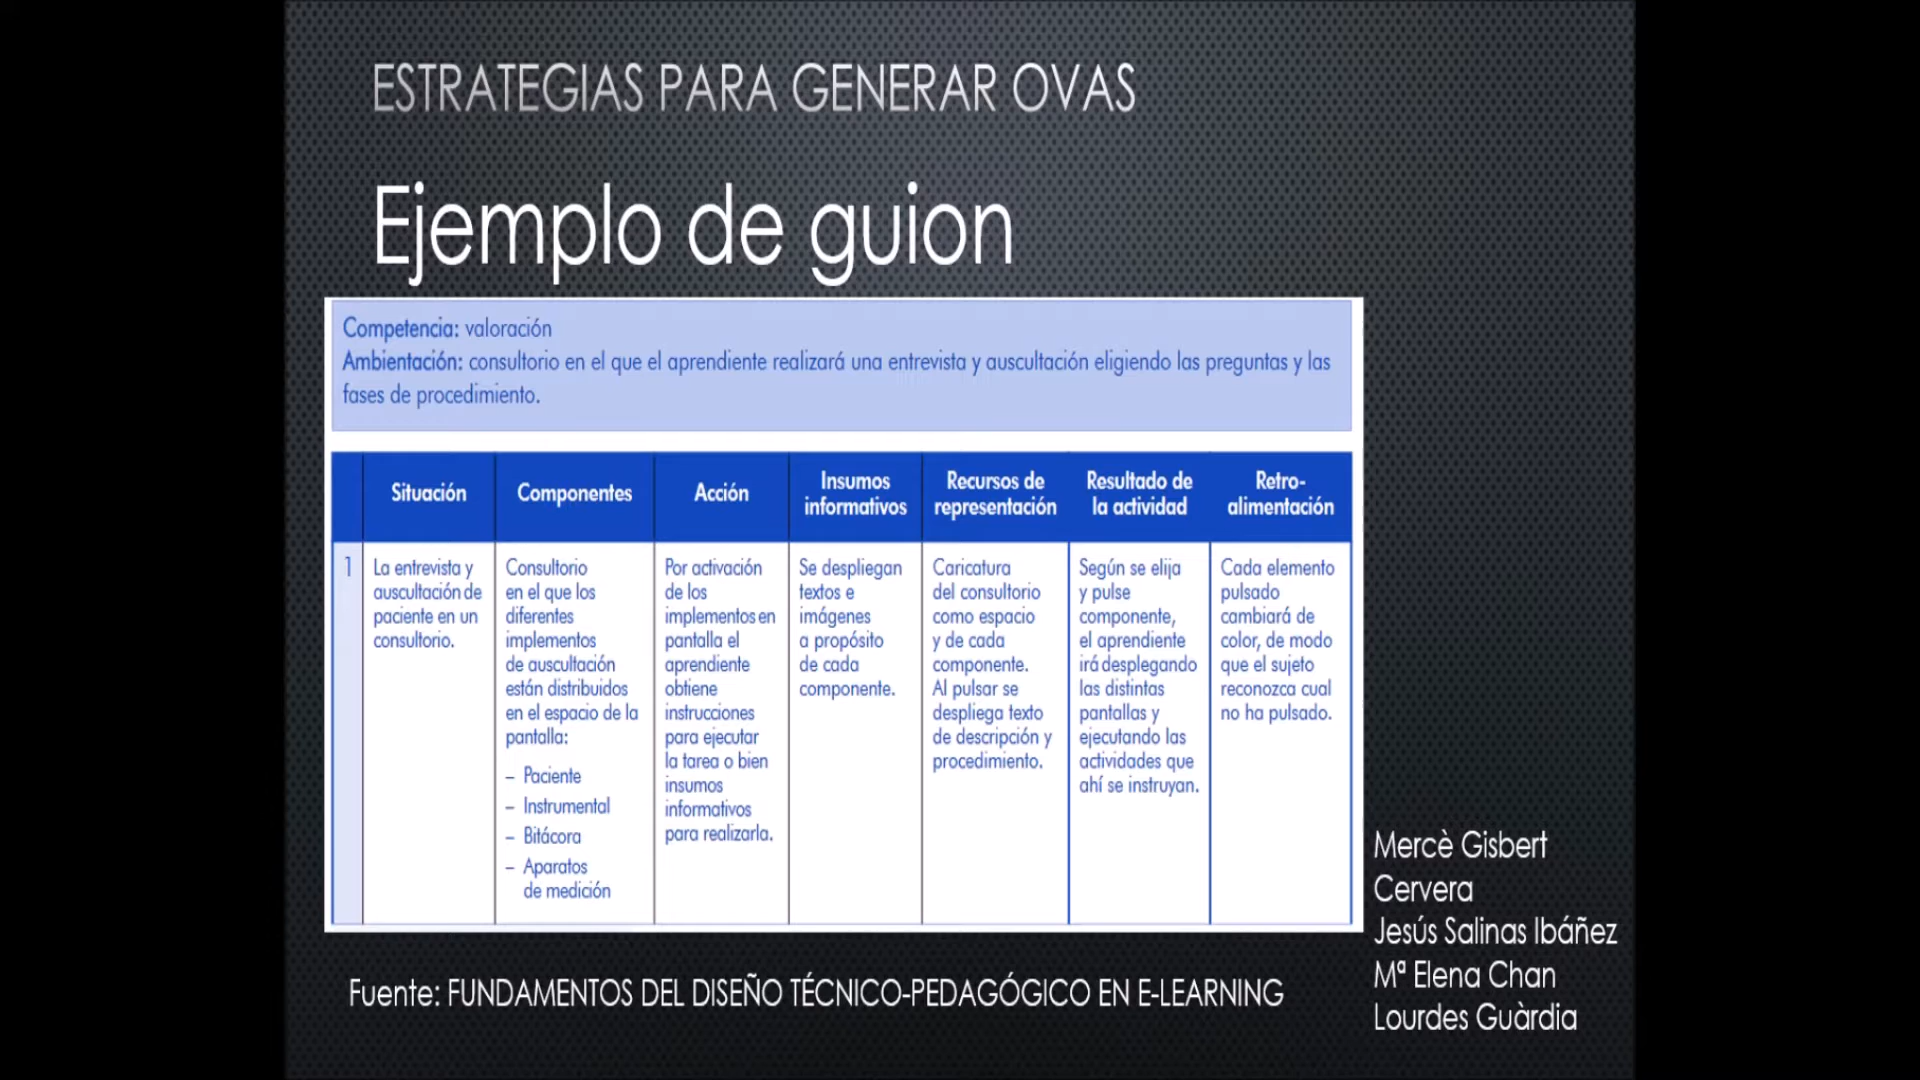 ESTRATEGIAS PARA GENERAR OVAS
Ejemplo de guion
Competencia: valoración
Ambientación: consultorio en el que el aprendiente realizará una entrevista y auscultación eligiendo las preguntas y las
fases de procedimiento.
Situación
Componentes
Acción
Insumos
informativos
Recursos de
representación
Resultado de
la actividad
Retro-
alimentación
1
La entrevista y
auscultación de
paciente en un
consultorio.
Consultorio
en el que los
diferentes
implementos
de auscultación
están distribuidos
en el espacio de la
pantalla:
– Paciente
– Instrumental
– Bitácora
– Aparatos
de medición
Por activación
de los
implementos en
pantalla el
aprendiente
obtiene
instrucciones
para ejecutar
la tarea o bien
insumos
informativos
para realizarla.
Se despliegan
textos e
imágenes
a propósito
de cada
componente.
Caricatura
del consultorio
como espacio
y de cada
componente.
Al pulsar se
despliega texto
de descripción y
procedimiento.
Según se elija
y pulse
componente,
el aprendiente
irá desplegando
las distintas
pantallas y
ejecutando las
actividades que
ahí se instruyan.
Cada elemento
pulsado
cambiará de
color, de modo
que el sujeto
reconozca cual
no ha pulsado.
Mercè Gisbert
Cervera
Jesús Salinas Ibáñez
Mª Elena Chan
Lourdes Guàrdia
Fuente: FUNDAMENTOS DEL DISEÑO TÉCNICO-PEDAGÓGICO EN E-LEARNING